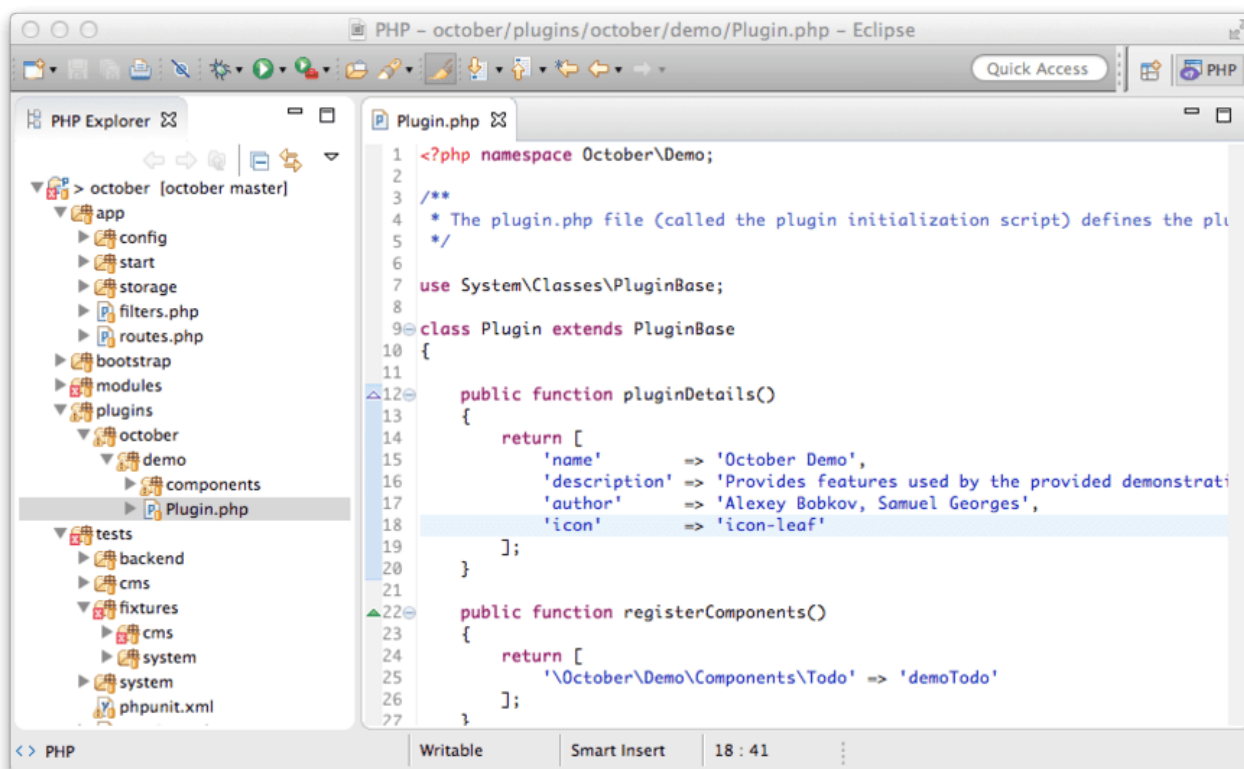 PHP – october/plugins/october/demo/Plugin.php – Eclipse
Quick Access
PHP
PHP Explorer
> october [october master]
app
config
start
storage
filters.php
routes.php
bootstrap
modules
plugins
october
demo
components
Plugin.php
tests
backend
cms
fixtures
cms
system
system
phpunit.xml
Plugin.php
1 <?php namespace October\Demo;
2
3 /**
4 * The plugin.php file (called the plugin initialization script) defines the
5 */
6
7 use System\Classes\PluginBase;
8
9 class Plugin extends PluginBase
10 {
11
12 public function pluginDetails()
13 {
14 return [
15 'name' => 'October Demo',
16 'description' => 'Provides features used by the provided
17 'author' => 'Alexey Bobkov, Samuel Georges',
18 'icon' => 'icon-leaf'
19 ];
20 }
21
22 public function registerComponents()
23 {
24 return [
25 '\October\Demo\Components\Todo' => 'demoTodo'
26 ];
27 }
PHP
Writable
Smart Insert
18 : 41